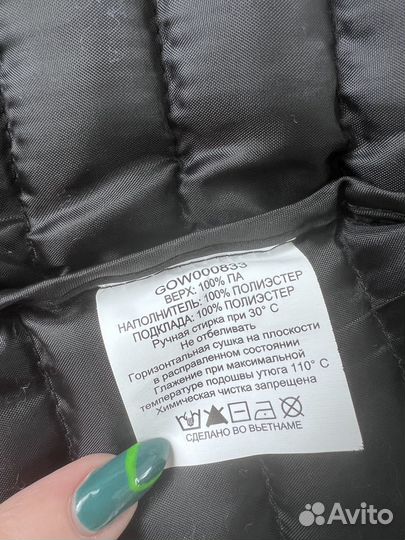 GOW000833
ВЕРХ: 100% ПА
НАПОЛНИТЕЛЬ: 100% ПОЛИЭСТЕР
ПОДКЛАДА: 100% ПОЛИЭСТЕР
Ручная стирка при 30° C
Не отбеливать
Горизонтальная сушка на плоскости
в расправленном состоянии
Глажение при максимальной
температуре подошвы утюга 110° C
Химическая чистка запрещена
СДЕЛАНО ВО ВЬЕТНАМЕ
Avito